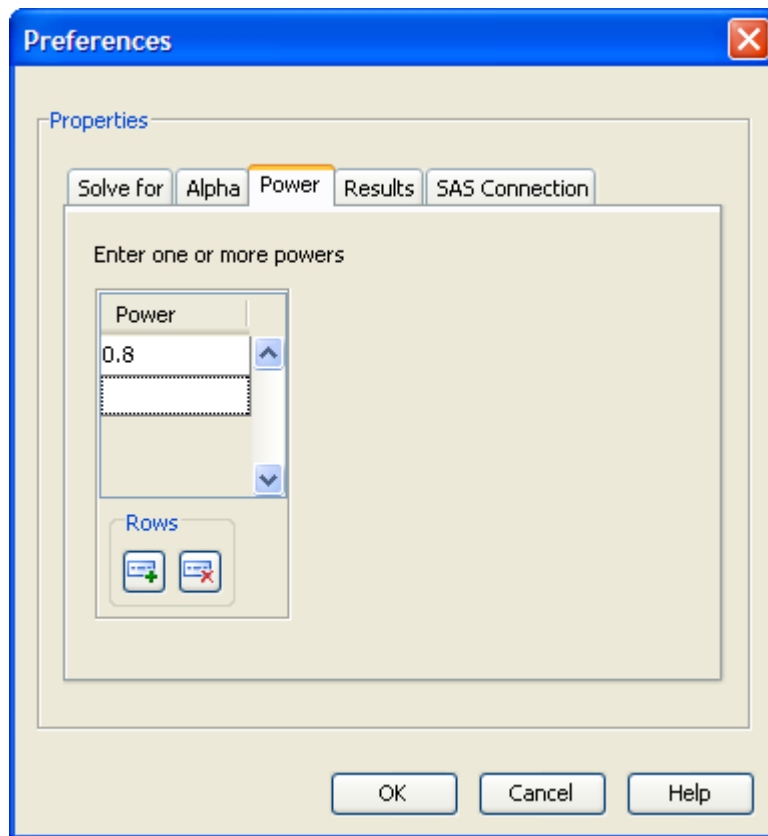 Preferences
Properties
Solve for Alpha Power Results SAS Connection
Enter one or more powers
Power
0.8
Rows
OK Cancel Help